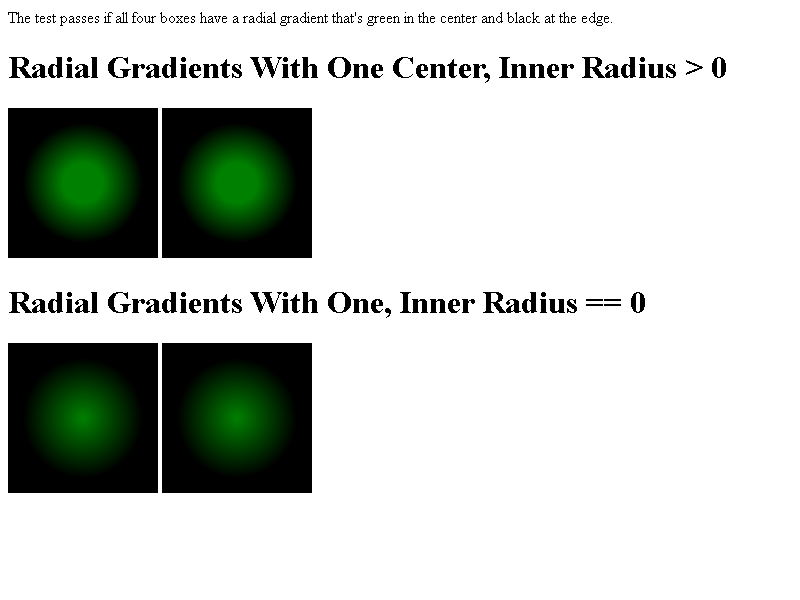 The test passes if all four boxes have a radial gradient that's green in the center and black at the edge.
Radial Gradients With One Center, Inner Radius > 0
Radial Gradients With One, Inner Radius == 0